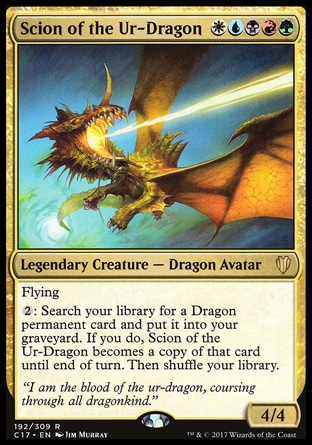 Scion of the Ur-Dragon
Legendary Creature — Dragon Avatar
Flying
2: Search your library for a Dragon
permanent card and put it into your
graveyard. If you do, Scion of the
Ur-Dragon becomes a copy of that card
until end of turn. Then shuffle your library.
“I am the blood of the ur-dragon, coursing
through all dragonkind.”
4/4
192/309 R
C17 • EN Jim Murray
™ & © 2017 Wizards of the Coast